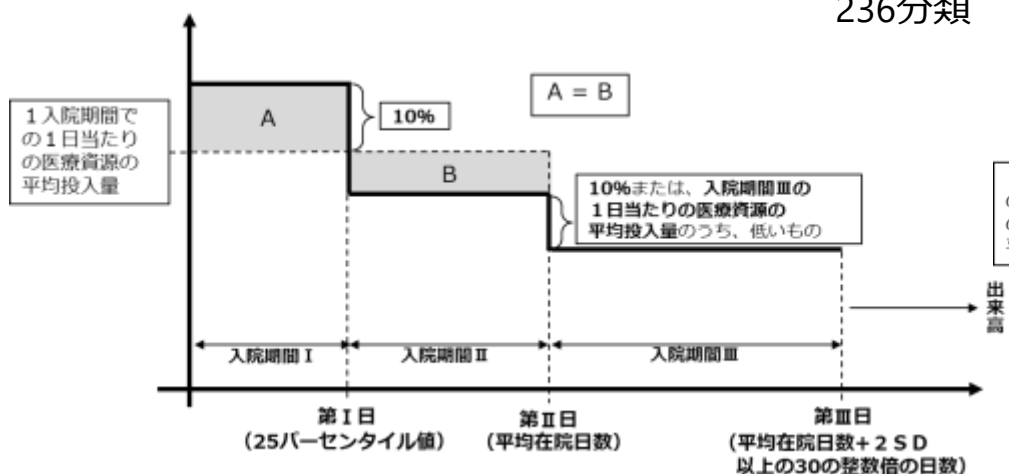 236分類
A = B
1入院期間で
の1日当たり
の医療資源の
平均投入量
A
10%
B
10%または、入院期間Ⅲの
1日当たりの医療資源の
平均投入量のうち、低いもの
出来高
入院期間Ⅰ
入院期間Ⅱ
入院期間Ⅲ
第Ⅰ日
(25パーセンタイル値)
第Ⅱ日
(平均在院日数)
第Ⅲ日
(平均在院日数+2SD
以上の30の整数倍の日数)